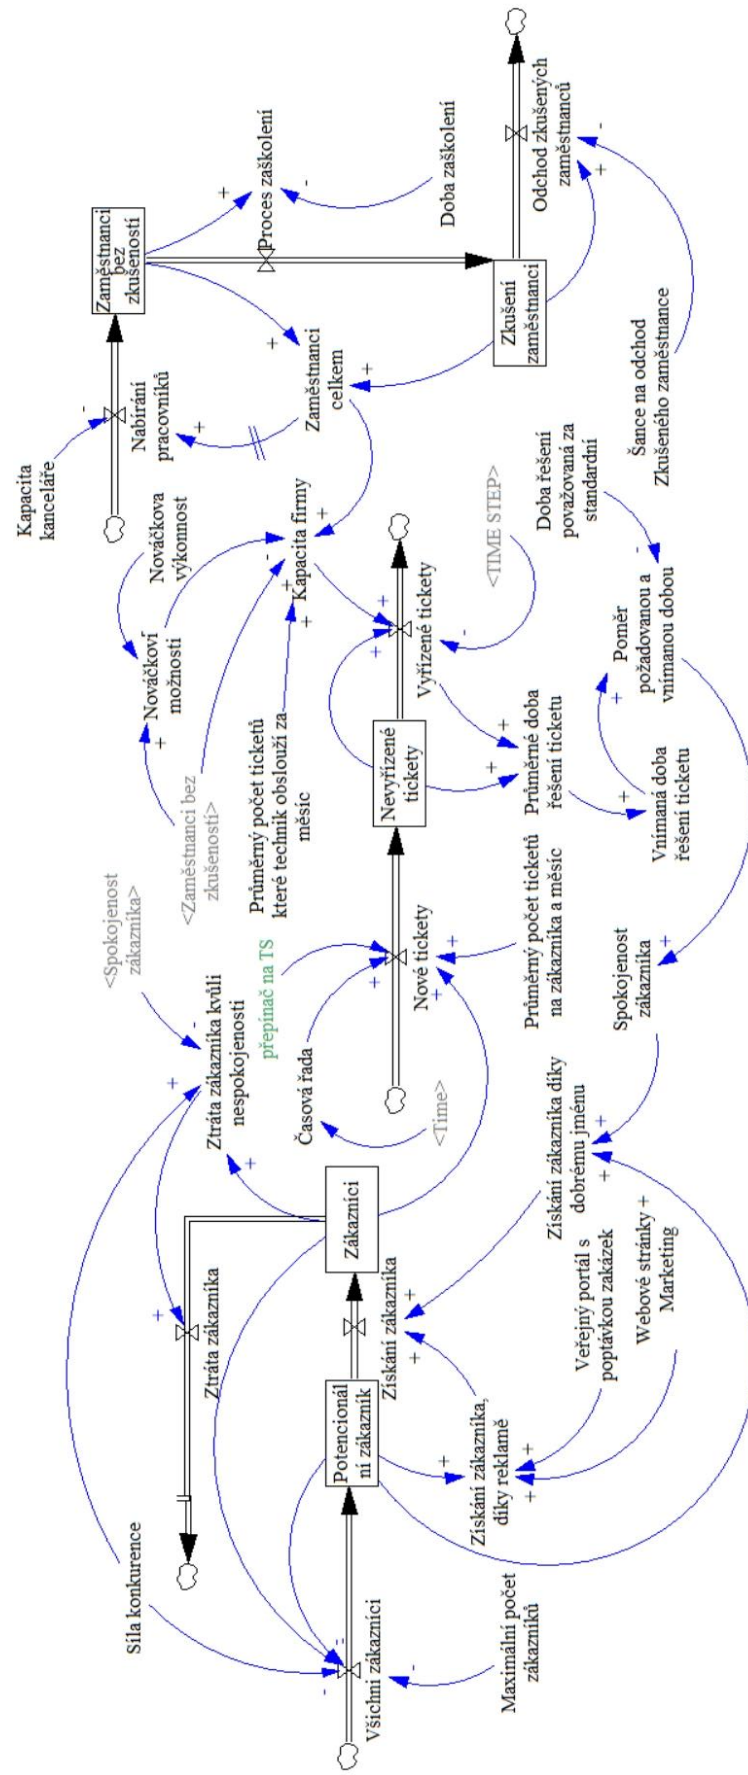 Kapacita
kanceláře
Zaměstnanci
bez
zkušeností
Nabírání
pracovníků
Proces zaškolení
Doba zaškolení
Zaměstnanci
celkem
Zkušení
zaměstnanci
Odchod zkušených
zaměstnanců
Šance na odchod
Zkušeného zaměstnance
Nováčkova
výkonnost
Nováčkoví
možnosti
<Zaměstnanci bez
zkušeností>
Kapacita firmy
Průměrný počet ticketů
které technik obslouží za
měsíc
<Spokojenost
zákazníka>
Síla konkurence
Ztráta zákazníka
Ztráta zákazníka kvůli
nespokojenosti
přepínač na TS
Časová řada
<Time>
Všichni zákazníci
Potencionál
ní zákazník
Získání zákazníka
Zákazníci
Nové tickety
Nevyřízené
tickety
Vyřízené tickety
<TIME STEP>
Maximální počet
zákazníků
Získání zákazníka,
díky reklamě
Veřejný portál s
poptávkou zakázek
Webové stránky +
Marketing
Získání zákazníka díky
dobrému jménu
Průměrný počet ticketů
na zákazníka a měsíc
Průměrné doba
řešení ticketu
Doba řešení
považovaná za
standardní
Spokojenost
zákazníka
Vnímaná doba
řešení ticketu
Poměr
požadovanou a
vnímanou dobou